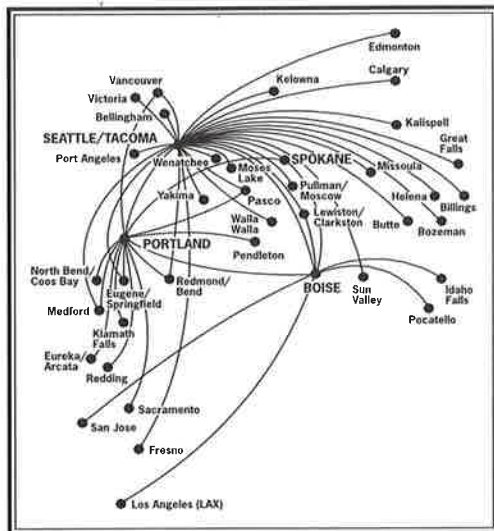 Edmonton
Vancouver
Kelowna
Calgary
Victoria
Bellingham
Kalispell
SEATTLE/TACOMA
Great
Falls
Port Angeles
Wenatchee
SPOKANE
Moses
Lake
Missoula
Pullman/
Moscow
Yakima
Pasco
Helena
Billings
Lewiston/
Clarkston
Walla
Walla
Butte
Bozeman
PORTLAND
Pendleton
North Bend/
Coos Bay
Redmond/
Bend
BOISE
Sun
Valley
Idaho
Falls
Eugene/
Springfield
Medford
Pocatello
Klamath
Falls
Eureka/
Arcata
Redding
Sacramento
San Jose
Fresno
Los Angeles (LAX)